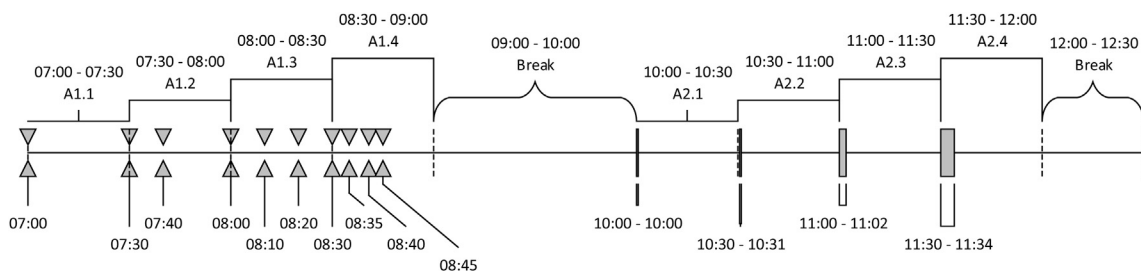 07:00 - 07:30
A1.1
07:30 - 08:00
A1.2
08:00 - 08:30
A1.3
08:30 - 09:00
A1.4
09:00 - 10:00
Break
10:00 - 10:30
A2.1
10:30 - 11:00
A2.2
11:00 - 11:30
A2.3
11:30 - 12:00
A2.4
12:00 - 12:30
Break
07:00
07:30
07:40
08:00
08:10
08:20
08:30
08:35
08:40
08:45
10:00 - 10:00
10:30 - 10:31
11:00 - 11:02
11:30 - 11:34